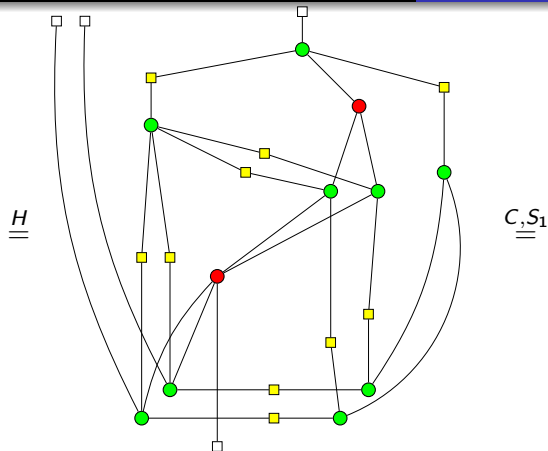 H
=
C,S₁
=